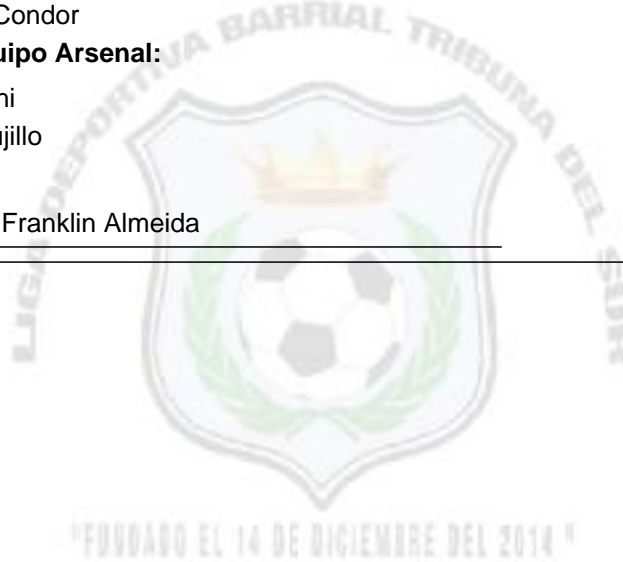 Condor
uipo Arsenal:
ni
jillo
Franklin Almeida
LIGA DEPORTIVA BARRIAL TRIBUNA DEL SUR
"FUNDADO EL 14 DE DICIEMBRE DEL 2014"